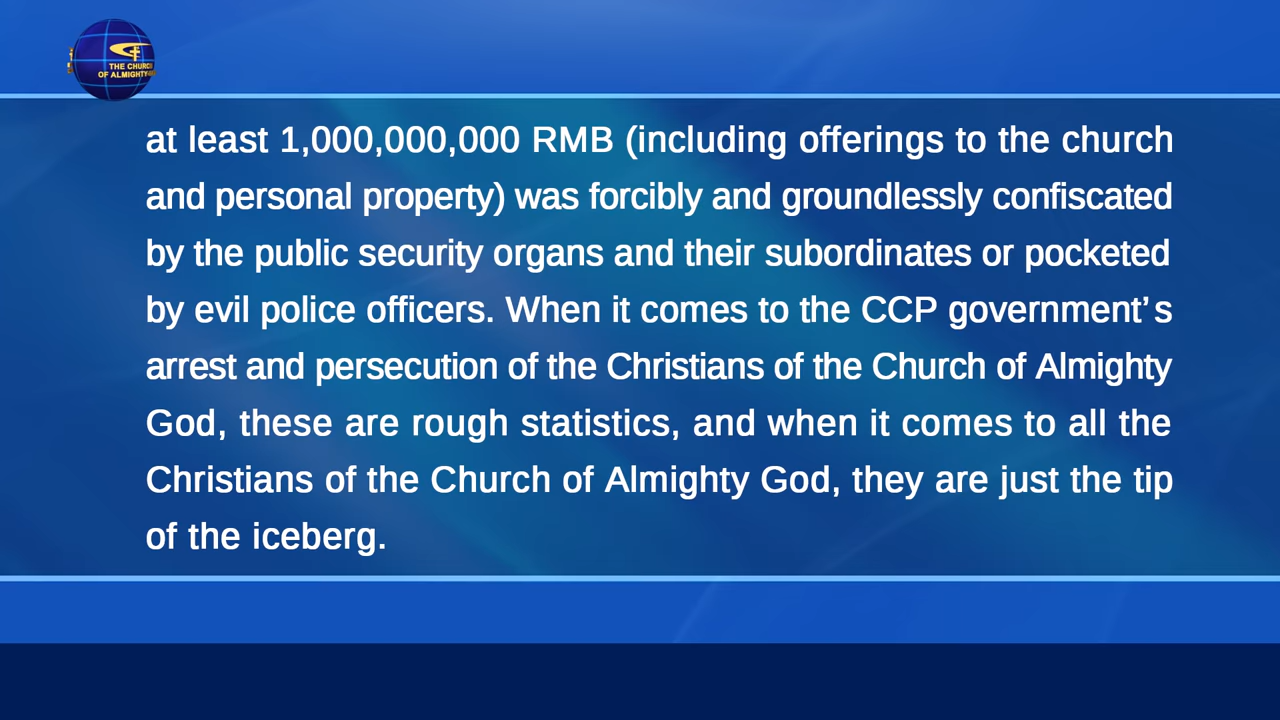 THE CHURCH
OF ALMIGHTY
at least 1,000,000,000 RMB (including offerings to the church
and personal property) was forcibly and groundlessly confiscated
by the public security organs and their subordinates or pocketed
by evil police officers. When it comes to the CCP government’s
arrest and persecution of the Christians of the Church of Almighty
God, these are rough statistics, and when it comes to all the
Christians of the Church of Almighty God, they are just the tip
of the iceberg.